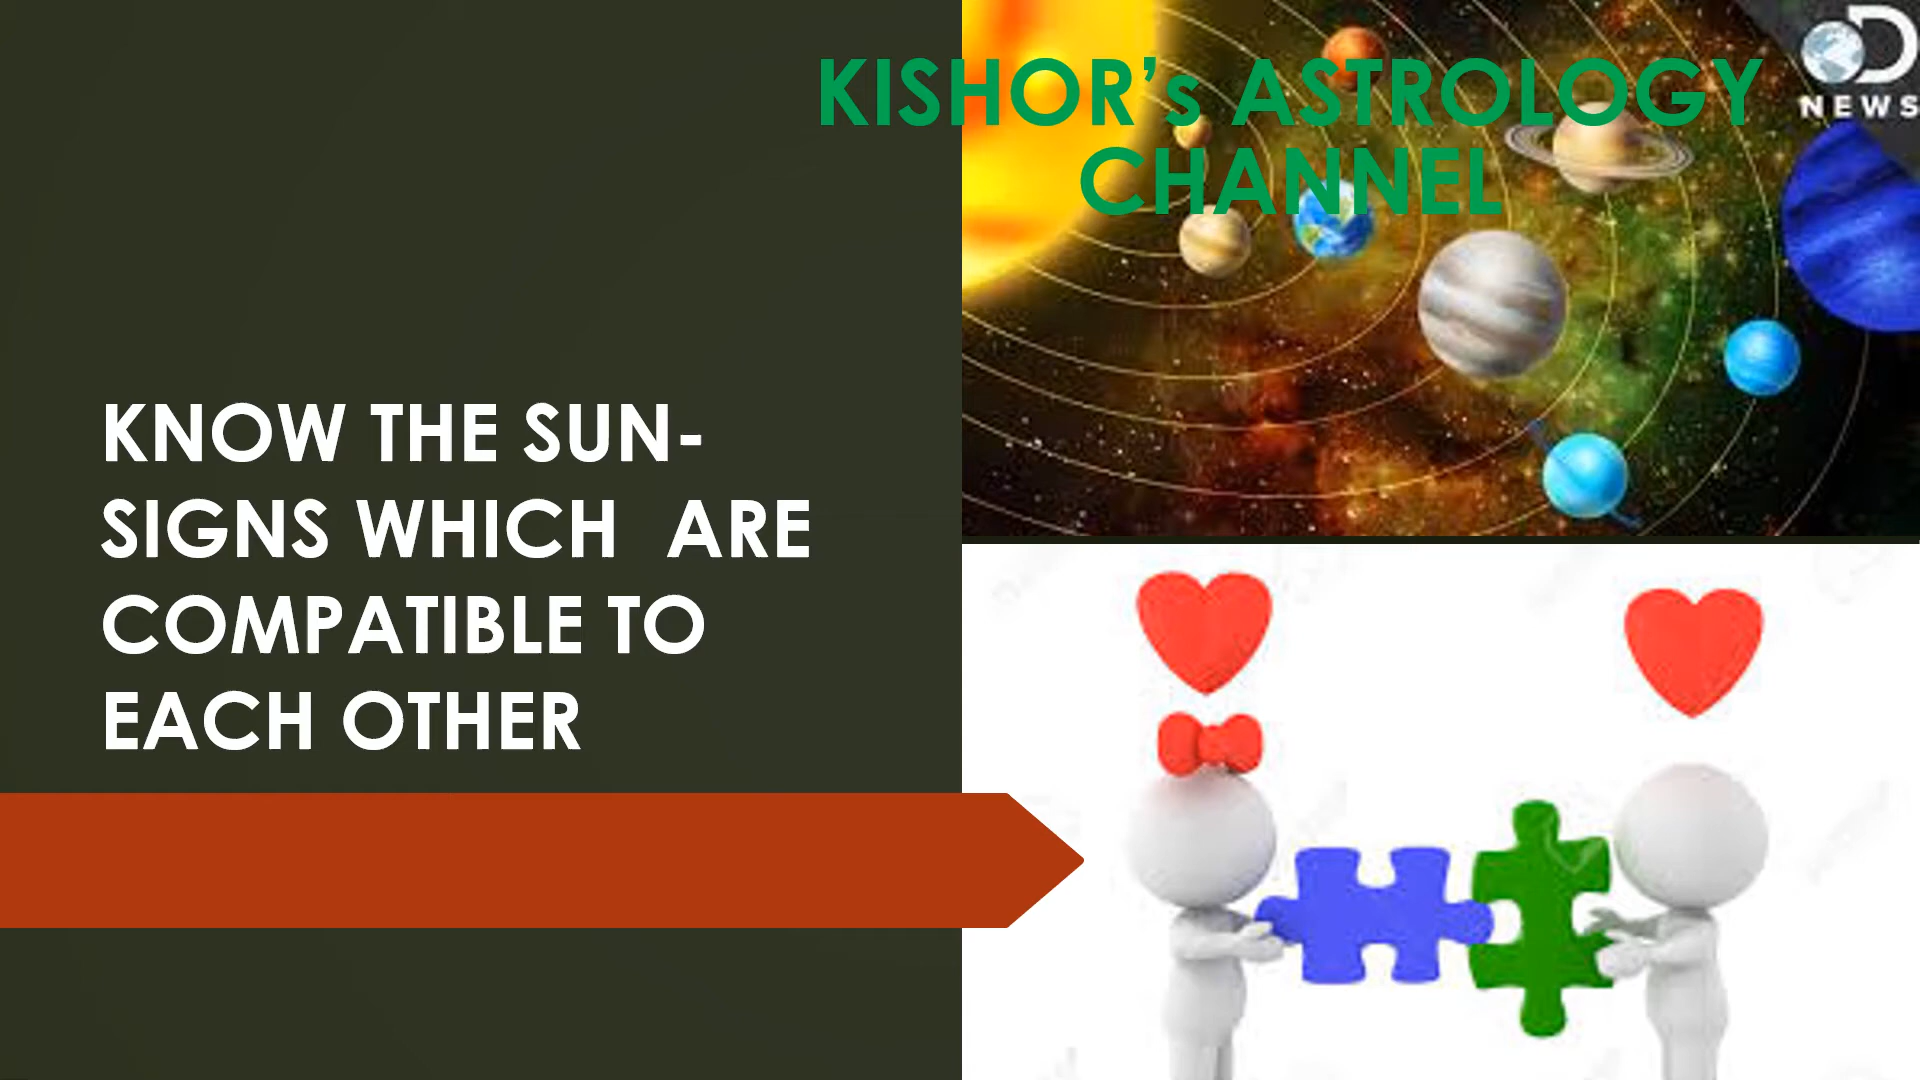 KISHOR’s ASTROLOGY
CHANNEL
NEWS
KNOW THE SUN-
SIGNS WHICH  ARE
COMPATIBLE TO
EACH OTHER